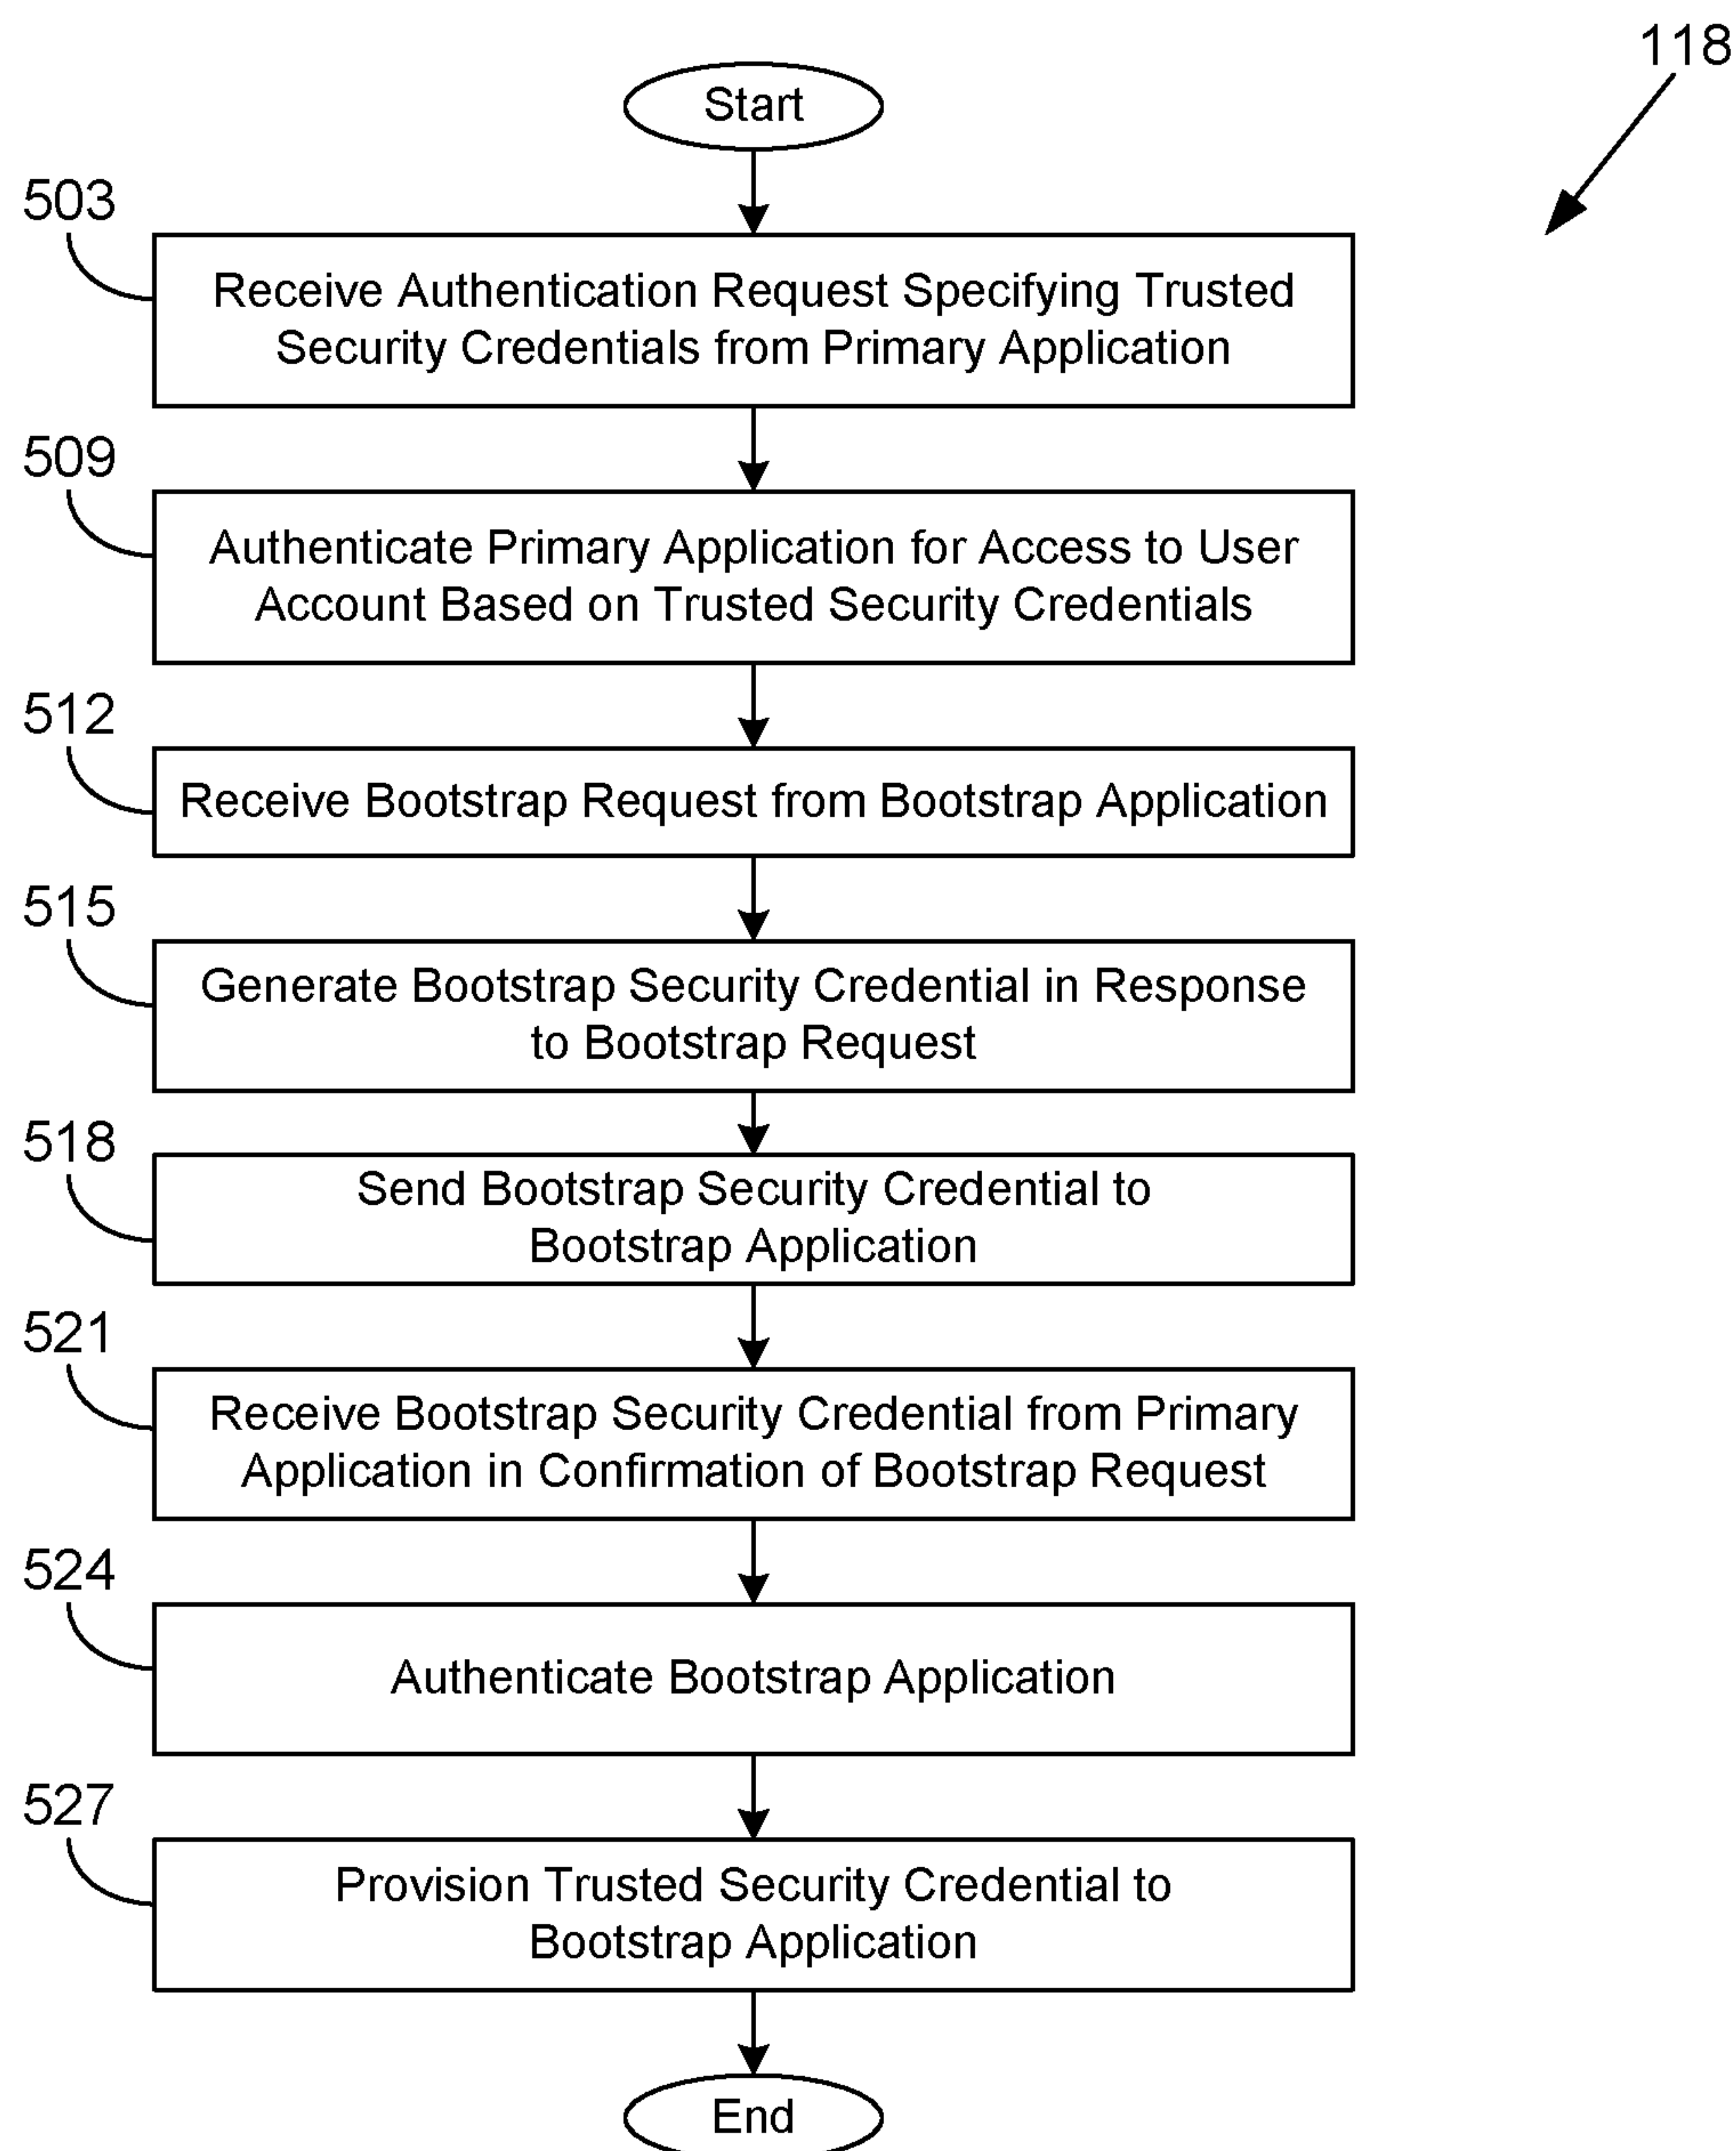 118
Start
503
Receive Authentication Request Specifying Trusted
Security Credentials from Primary Application
509
Authenticate Primary Application for Access to User
Account Based on Trusted Security Credentials
512
Receive Bootstrap Request from Bootstrap Application
515
Generate Bootstrap Security Credential in Response
to Bootstrap Request
518
Send Bootstrap Security Credential to
Bootstrap Application
521
Receive Bootstrap Security Credential from Primary
Application in Confirmation of Bootstrap Request
524
Authenticate Bootstrap Application
527
Provision Trusted Security Credential to
Bootstrap Application
End